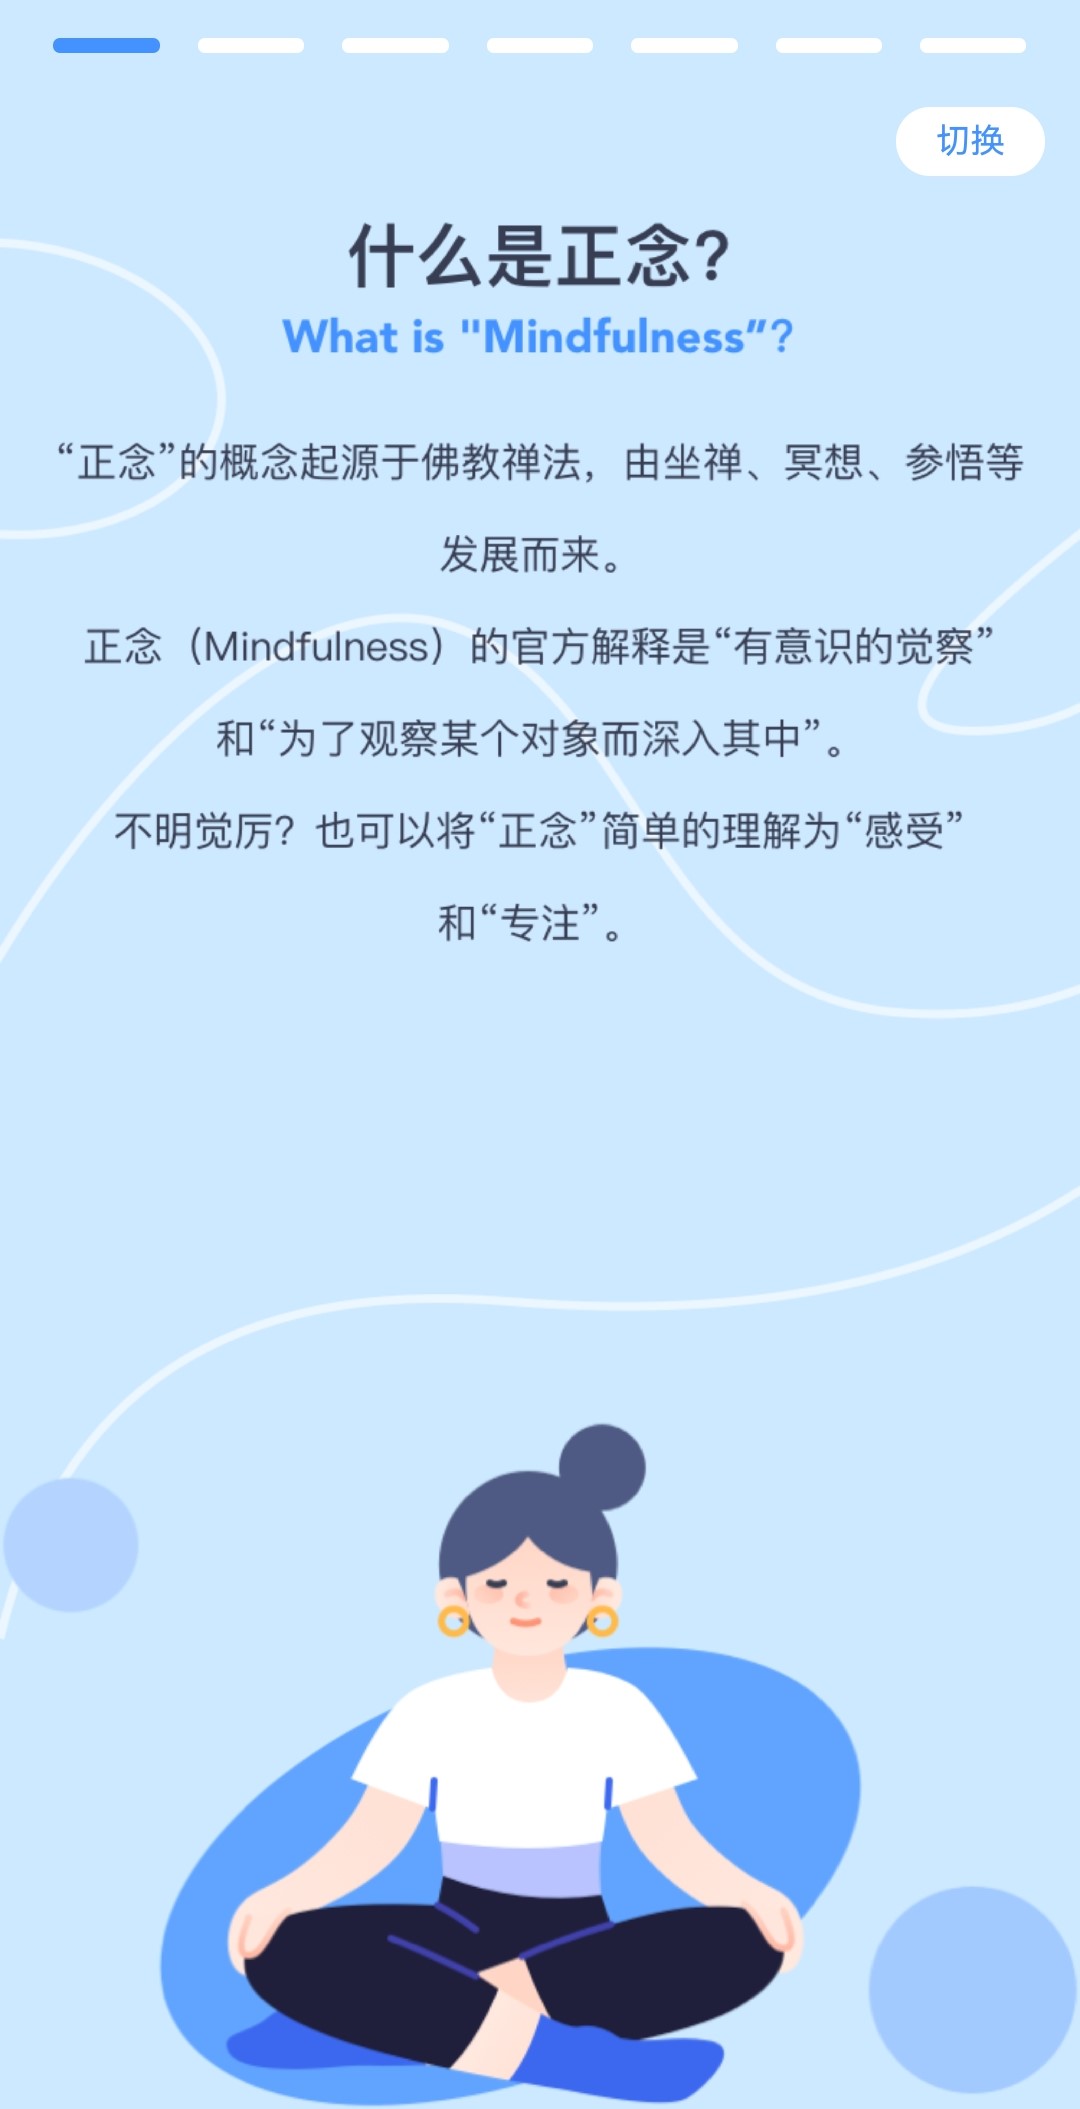 切换
什么是正念?
What is "Mindfulness”?
“正念”的概念起源于佛教禅法，由坐禅、冥想、参悟等
发展而来。
正念（Mindfulness）的官方解释是“有意识的觉察”
和“为了观察某个对象而深入其中”。
不明觉厉？也可以将“正念”简单的理解为“感受”
和“专注”。